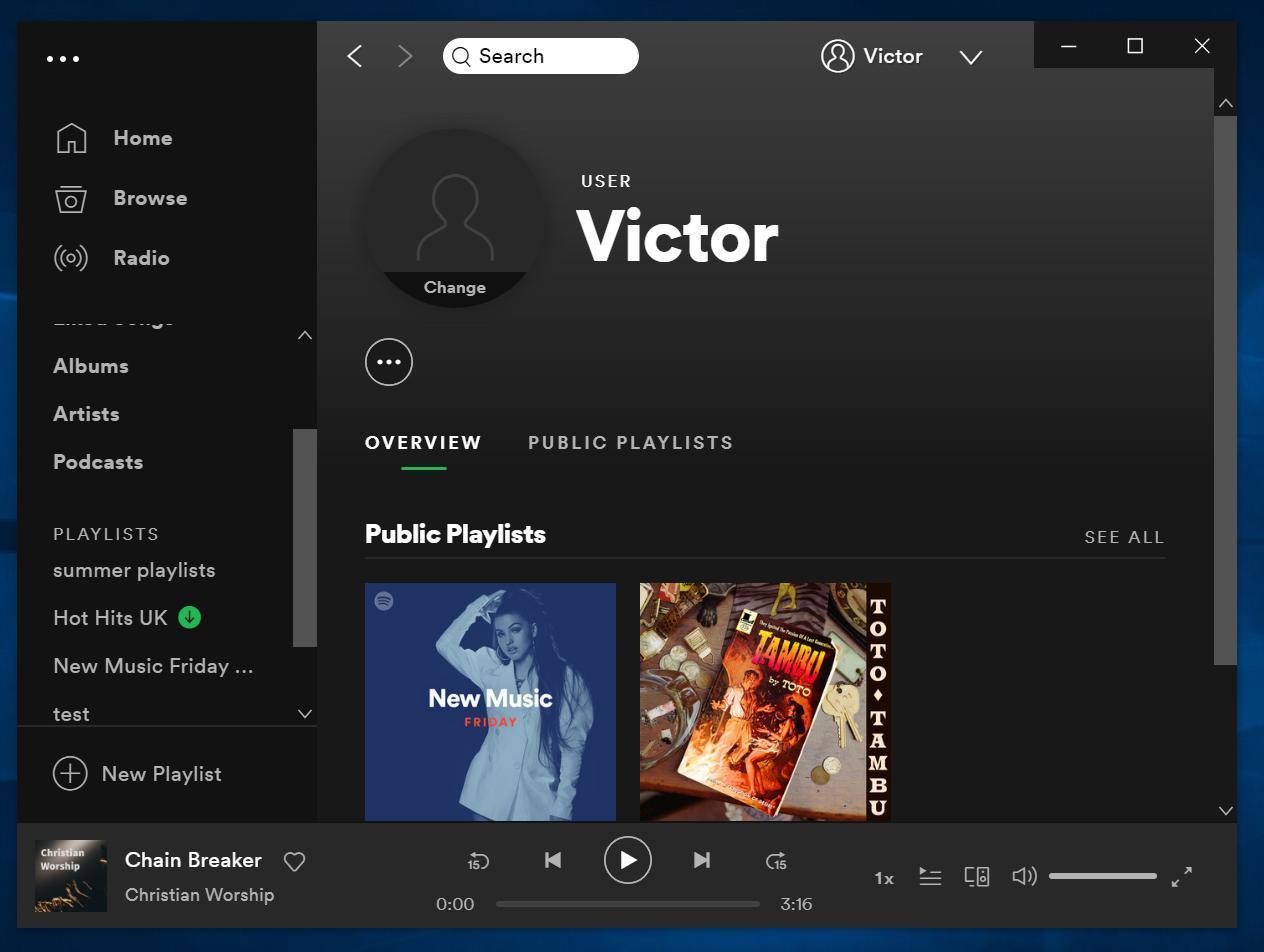 Search
Victor
Home
Browse
Radio
Liked Songs
Albums
Artists
Podcasts
PLAYLISTS
summer playlists
Hot Hits UK
New Music Friday ...
test
New Playlist
USER
Victor
Change
OVERVIEW
PUBLIC PLAYLISTS
Public Playlists
SEE ALL
New Music
FRIDAY
TAMBU
by TOTO
TOTO ♦ TAMBU
Christian
Worship
Chain Breaker
Christian Worship
15
15
0:00
3:16
1x